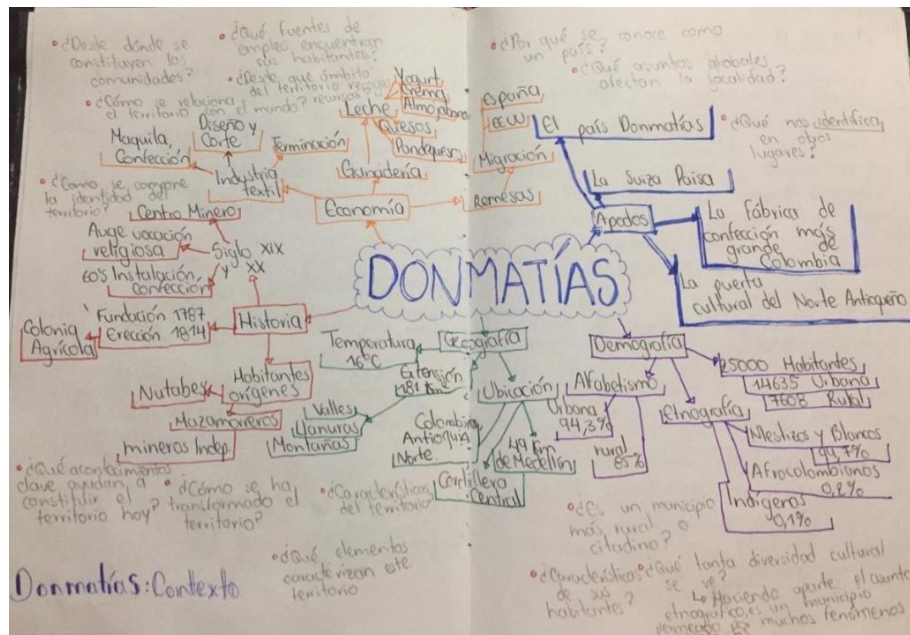 • ¿Desde dónde se
constituyen las
comunidades?
• ¿Qué fuentes de
empleo encuentran
sus habitantes?
• ¿Desde qué ámbito
del territorio recoge
recursos?
• ¿Cómo se relaciona
el territorio con el mundo?
• ¿Por qué se conoce como
un país?
• ¿Qué asuntos globales
afectan la localidad?
• ¿Qué nos identifica
en otros
lugares?
• ¿Como se compone
la identidad del
territorio?
DONMATÍAS
Economía
Industria
textil
Maquila
Confección
Diseño y
Corte
Terminación
Ganadería
Leche
Yogurt
Crema
Quesos
Migración
España
EEUU
Remesas
Apodos
El país Donmatías
La Suiza Paisa
La Fábrica de
confección más
grande de
Colombia
La puerta
cultural del Norte Antioqueño
Historia
Siglo XIX
y XX
Centro Minero
Auge vocación
religiosa
60's Instalación
confección
Fundación 1787
Erección 1814
Colonia
Agrícola
Habitantes
orígenes
Nutabes
Mazamorreros
mineros Indep.
Geografía
Temperatura
16°C
Extensión
181 Km²
Valles
Llanuras
Montañas
Ubicación
Colombia
Antioquia
Norte
49 Km
de Medellín
Cordillera
Central
Demografía
Alfabetismo
Urbana
94,3%
rural
85%
Etnografía
Mestizos y Blancos
99,7%
Afrocolombianos
0,2%
Indígenas
0,1%
25000 Habitantes
14635 Urbana
7608 Rural
• ¿Qué acontecimientos
clave ayudan a
constituir el
territorio hoy?
• ¿Cómo se ha
transformado el
territorio?
• ¿Características
del territorio?
• ¿Qué elementos
caracterizan este
territorio
• ¿Es un municipio
más rural o
citadino?
• ¿Características
de sus
habitantes?
• ¿Qué tanta diversidad cultural
se ve?
↳ Haciendo aparte el asunto
etnográfico, es un municipio
permeado de muchos fenómenos
Donmatías: Contexto